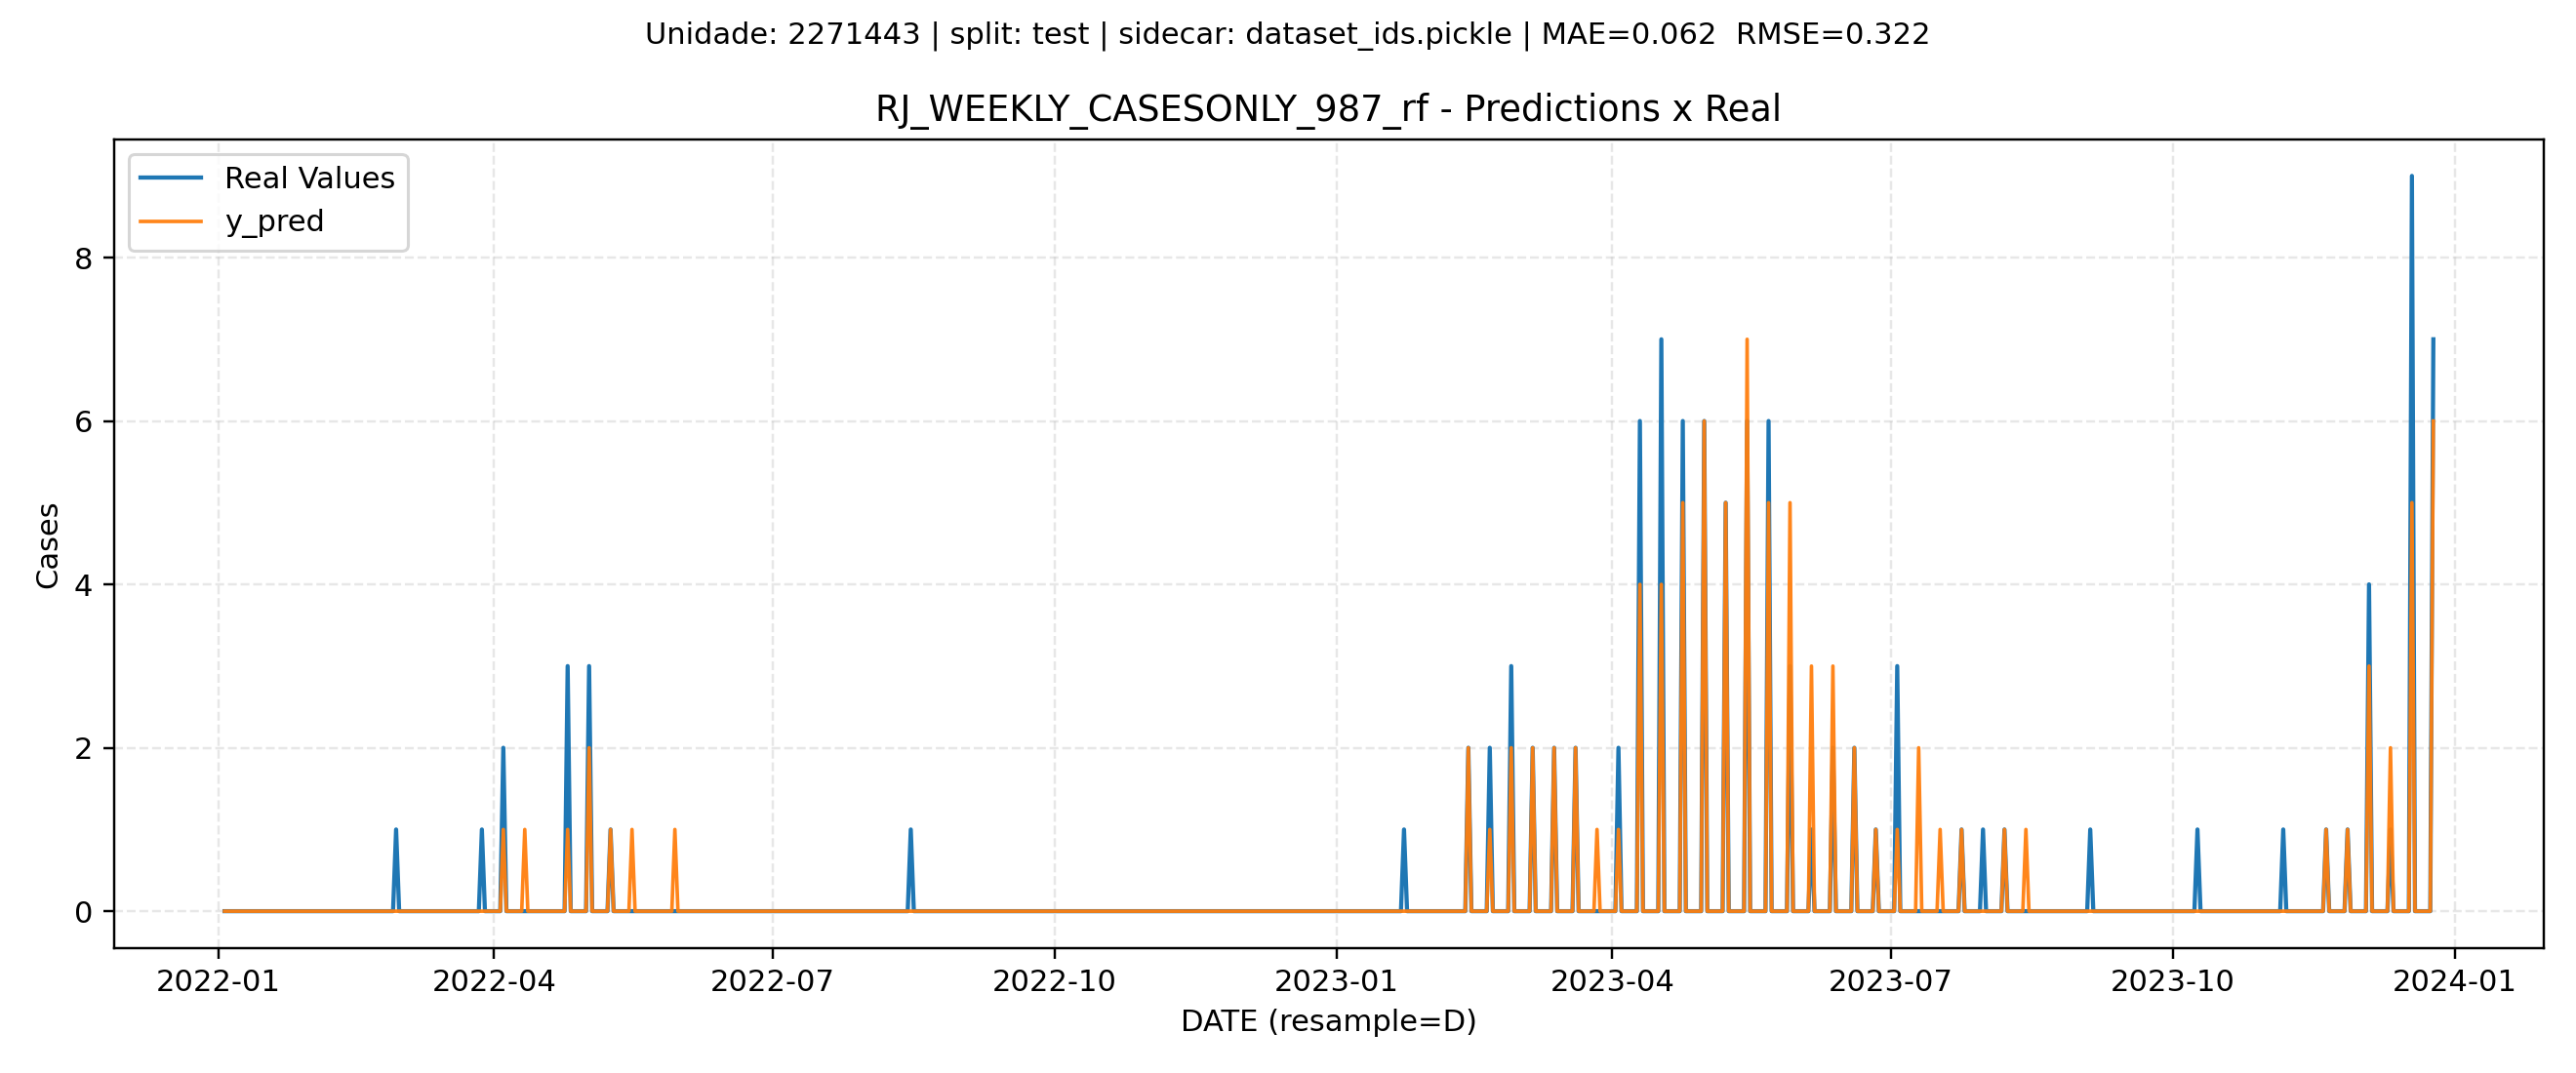 Unidade: 2271443 | split: test | sidecar: dataset_ids.pickle | MAE=0.062  RMSE=0.322
RJ_WEEKLY_CASESONLY_987_rf - Predictions x Real
Real Values
y_pred
Cases
8
6
4
2
0
2022-01
2022-04
2022-07
2022-10
2023-01
2023-04
2023-07
2023-10
2024-01
DATE (resample=D)